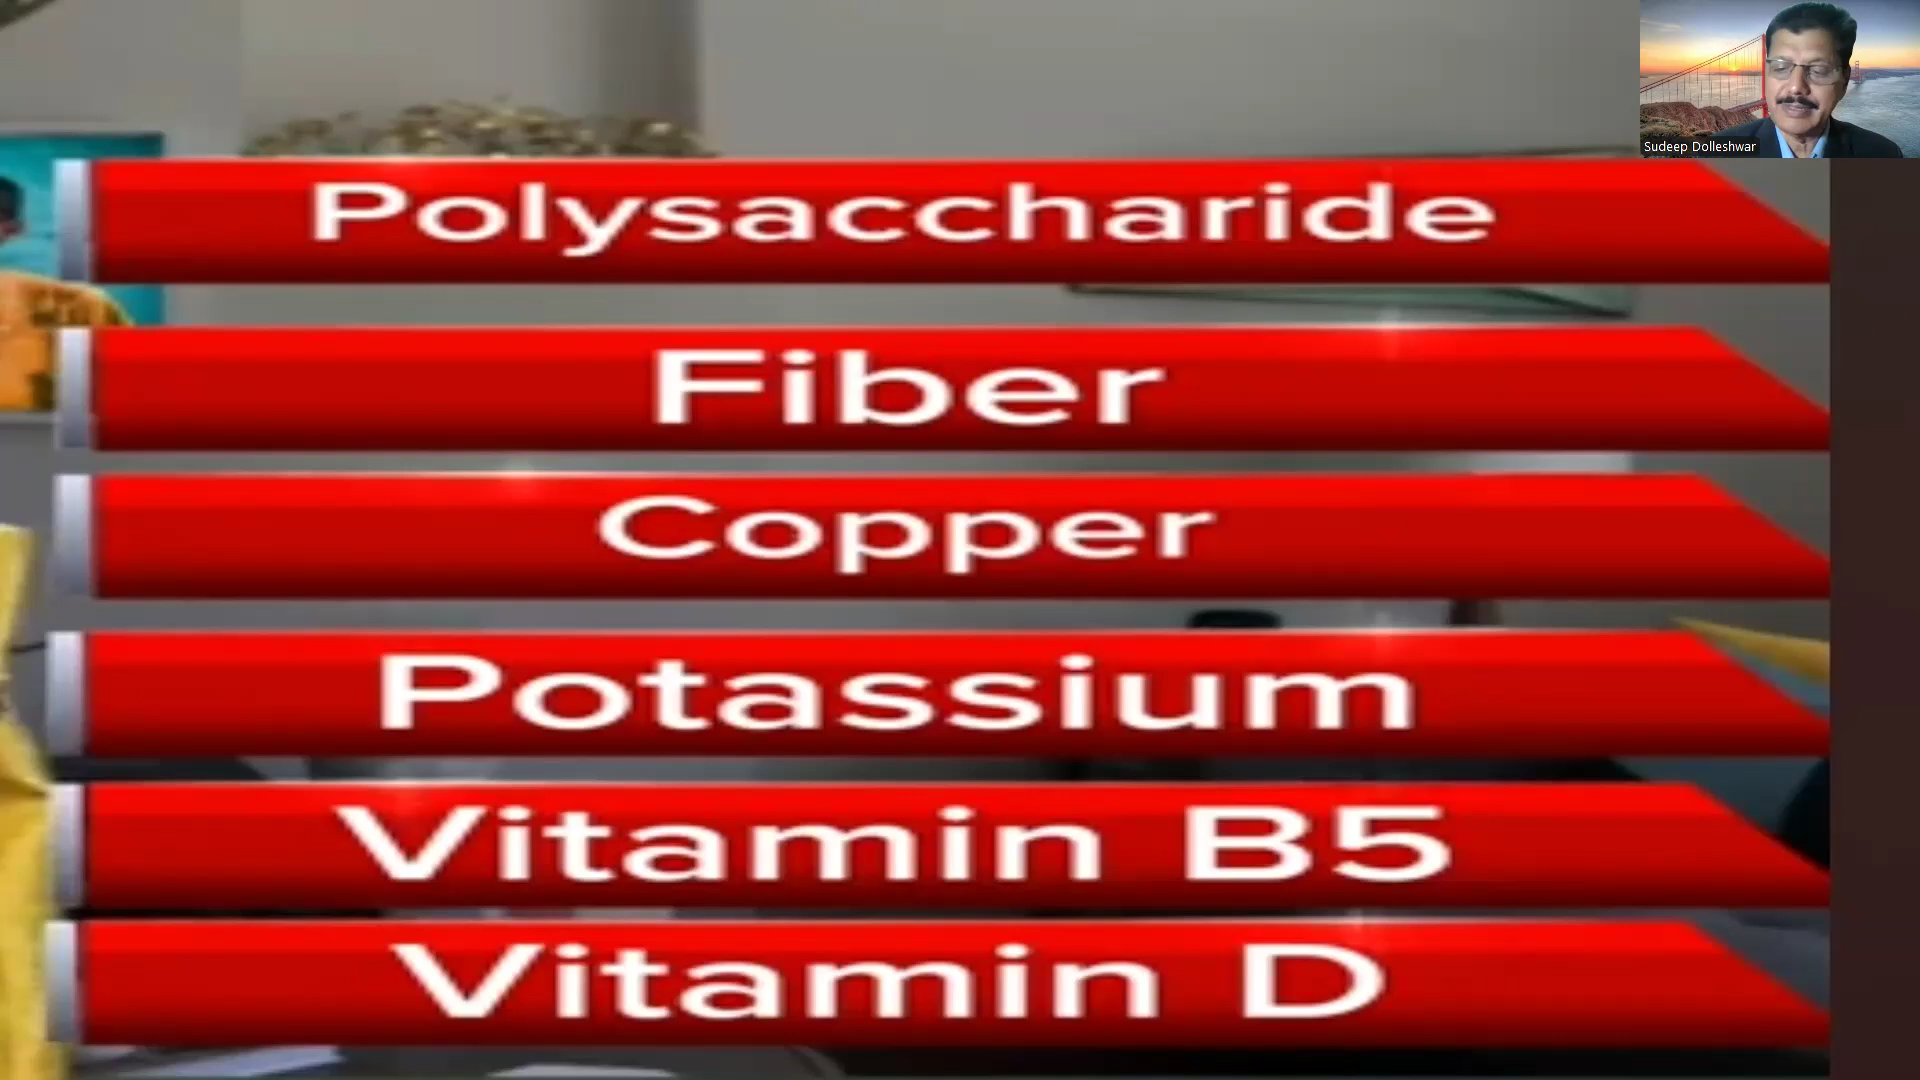 Sudeep Dolleshwar
Polysaccharide
Fiber
Copper
Potassium
Vitamin B5
Vitamin D